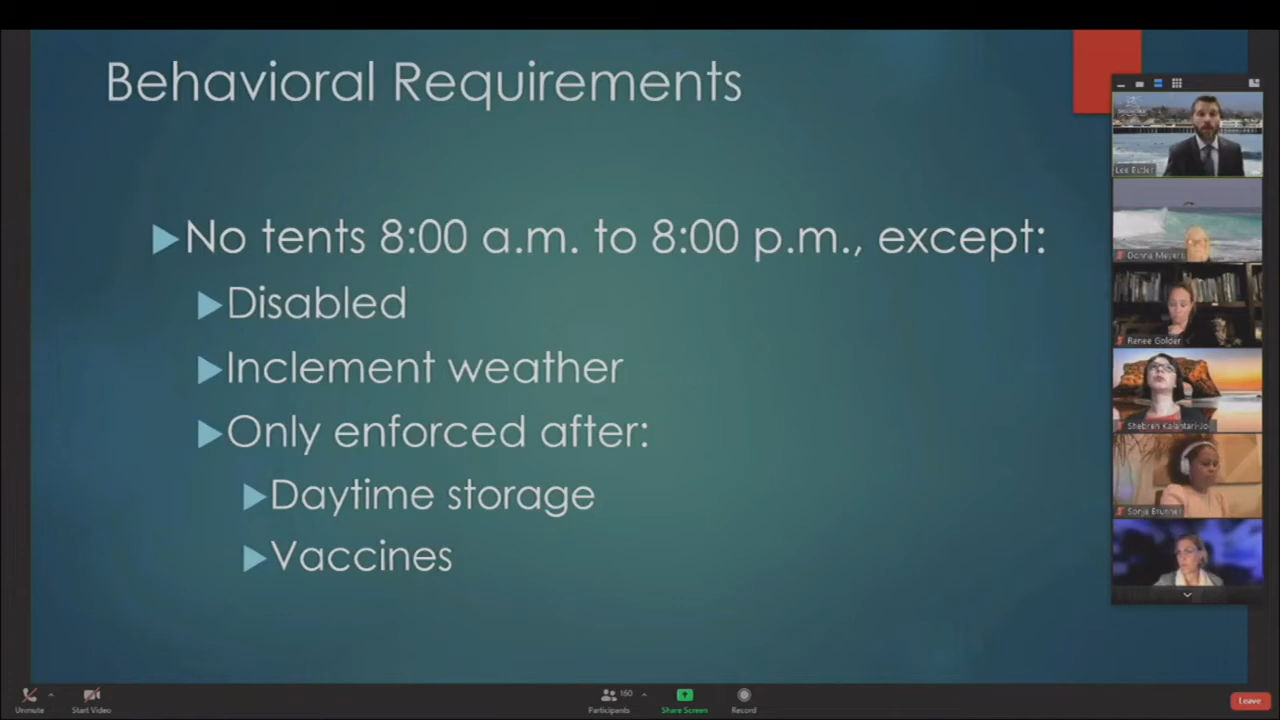 Behavioral Requirements
No tents 8:00 a.m. to 8:00 p.m., except:
Disabled
Inclement weather
Only enforced after:
Daytime storage
Vaccines
Lee Butler
Donna Meyers
Renee Golder
Shebreh Kalantari-Jo
Sonja Brunner
Unmute
Start Video
Participants
160
Share Screen
Record
Leave